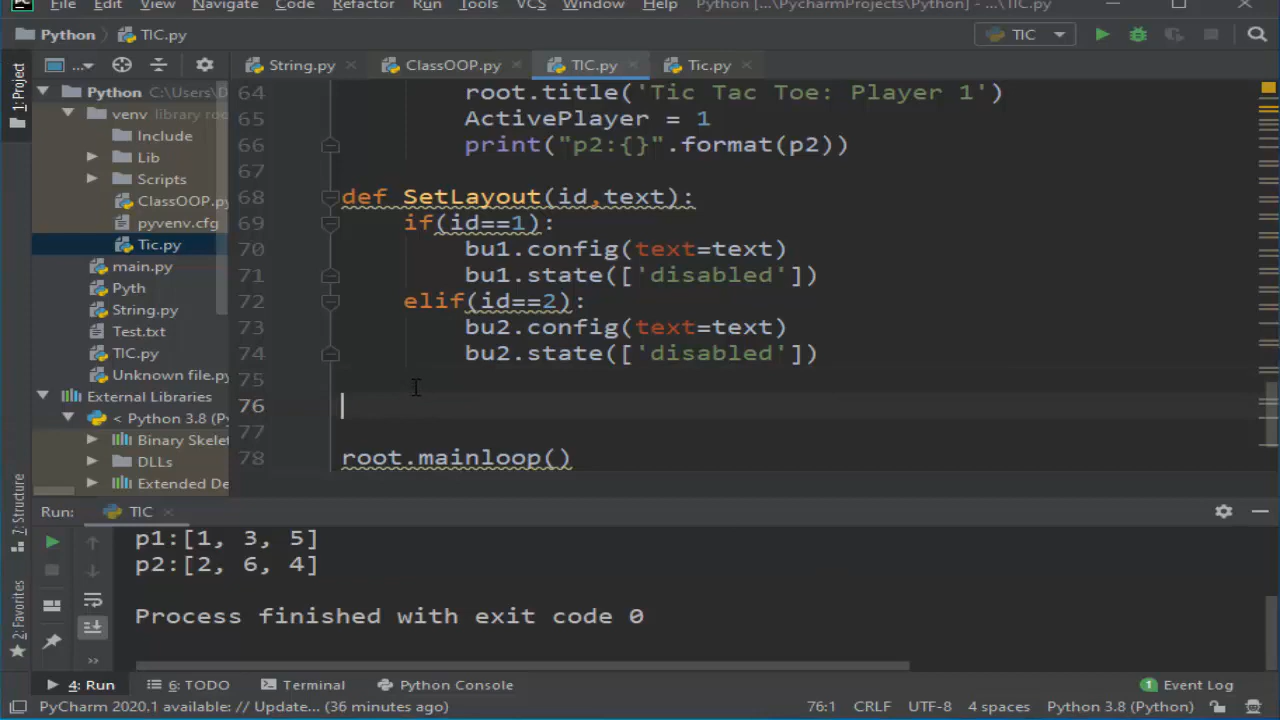 File Edit View Navigate Code Refactor Run Tools VCS Window Help Python [...\PycharmProjects\Python] - ...\TIC.py
Python TIC.py TIC
...
String.py ClassOOP.py TIC.py Tic.py
1: Project
7: Structure
2: Favorites
Python C:\Users\D
venv library ro
Include
Lib
Scripts
ClassOOP.py
pyvenv.cfg
Tic.py
main.py
Pyth
String.py
Test.txt
TIC.py
Unknown file.py
External Libraries
< Python 3.8 (Py
Binary Skele
DLLs
Extended De
64 root.title('Tic Tac Toe: Player 1')
65 ActivePlayer = 1
66 print("p2:{}".format(p2))
67
68 def SetLayout(id,text):
69 if(id==1):
70 bu1.config(text=text)
71 bu1.state(['disabled'])
72 elif(id==2):
73 bu2.config(text=text)
74 bu2.state(['disabled'])
75
76
77
78 root.mainloop()
Run: TIC
p1:[1, 3, 5]
p2:[2, 6, 4]
Process finished with exit code 0
4: Run 6: TODO Terminal Python Console 1 Event Log
PyCharm 2020.1 available: // Update... (36 minutes ago) 76:1 CRLF UTF-8 4 spaces Python 3.8 (Python)